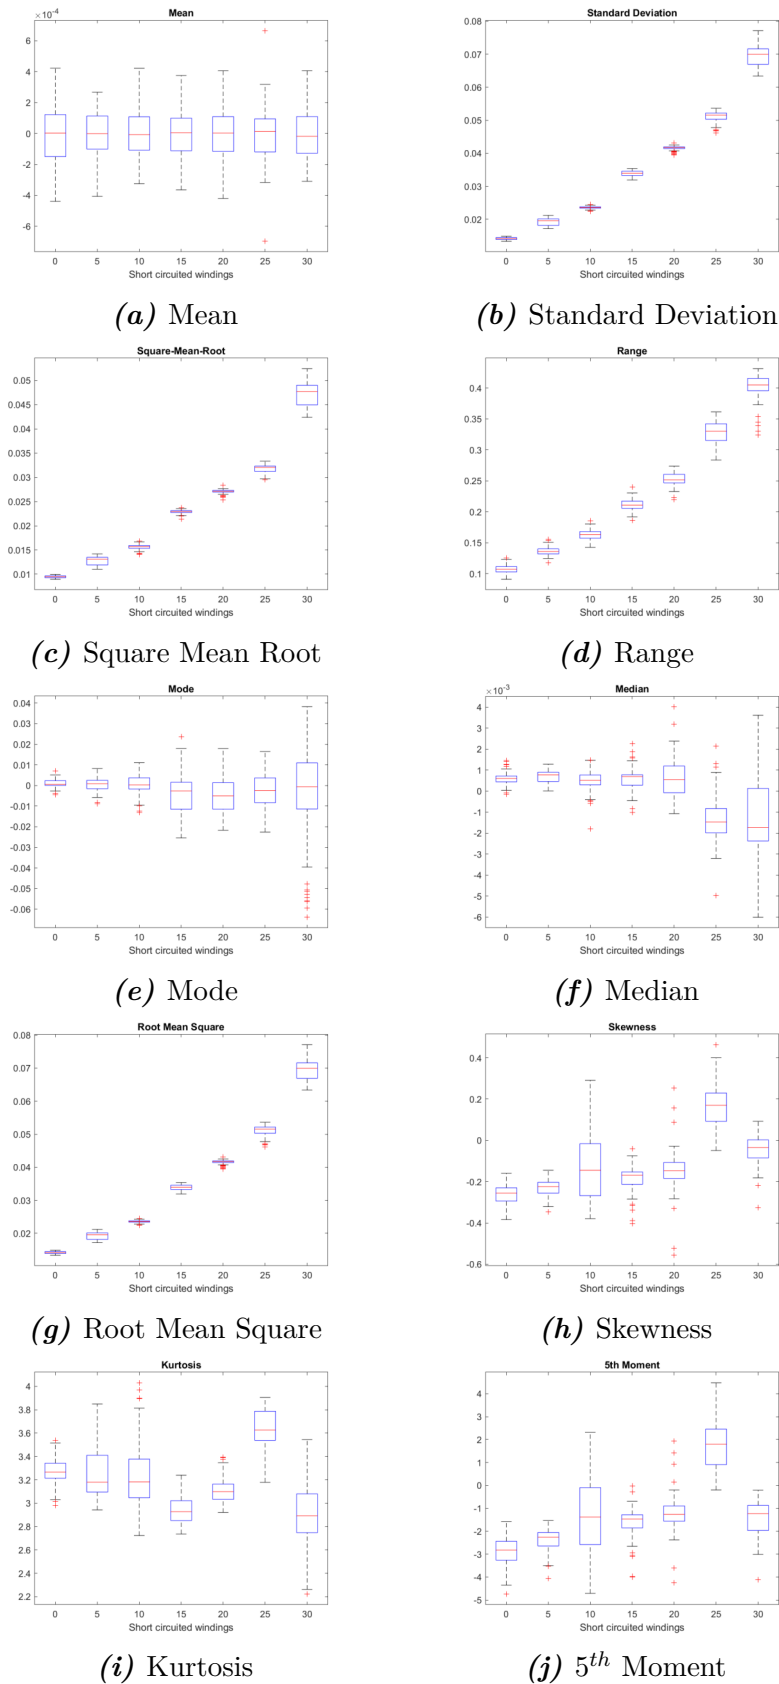 Mean
×10^-4
6
4
2
0
-2
-4
-6
0 5 10 15 20 25 30
Short circuited windings
(a) Mean
Standard Deviation
0.08
0.07
0.06
0.05
0.04
0.03
0.02
0 5 10 15 20 25 30
Short circuited windings
(b) Standard Deviation
Square-Mean-Root
0.05
0.045
0.04
0.035
0.03
0.025
0.02
0.015
0.01
0 5 10 15 20 25 30
Short circuited windings
(c) Square Mean Root
Range
0.4
0.35
0.3
0.25
0.2
0.15
0.1
0 5 10 15 20 25 30
Short circuited windings
(d) Range
Mode
0.04
0.03
0.02
0.01
0
-0.01
-0.02
-0.03
-0.04
-0.05
-0.06
0 5 10 15 20 25 30
Short circuited windings
(e) Mode
Median
×10^-3
4
3
2
1
0
-1
-2
-3
-4
-5
-6
0 5 10 15 20 25 30
Short circuited windings
(f) Median
Root Mean Square
0.08
0.07
0.06
0.05
0.04
0.03
0.02
0 5 10 15 20 25 30
Short circuited windings
(g) Root Mean Square
Skewness
0.4
0.2
0
-0.2
-0.4
-0.6
0 5 10 15 20 25 30
Short circuited windings
(h) Skewness
Kurtosis
4
3.8
3.6
3.4
3.2
3
2.8
2.6
2.4
2.2
0 5 10 15 20 25 30
Short circuited windings
(i) Kurtosis
5th Moment
4
3
2
1
0
-1
-2
-3
-4
-5
0 5 10 15 20 25 30
Short circuited windings
(j) 5th Moment